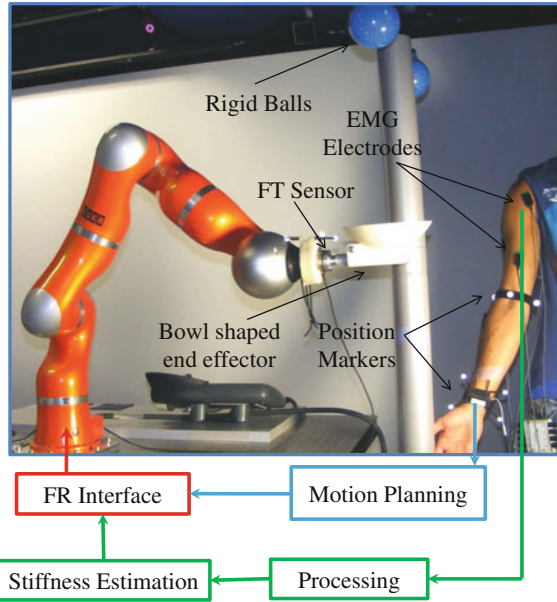 Rigid Balls
EMG
Electrodes
FT Sensor
Bowl shaped
end effector
Position
Markers
FR Interface
Motion Planning
Stiffness Estimation
Processing